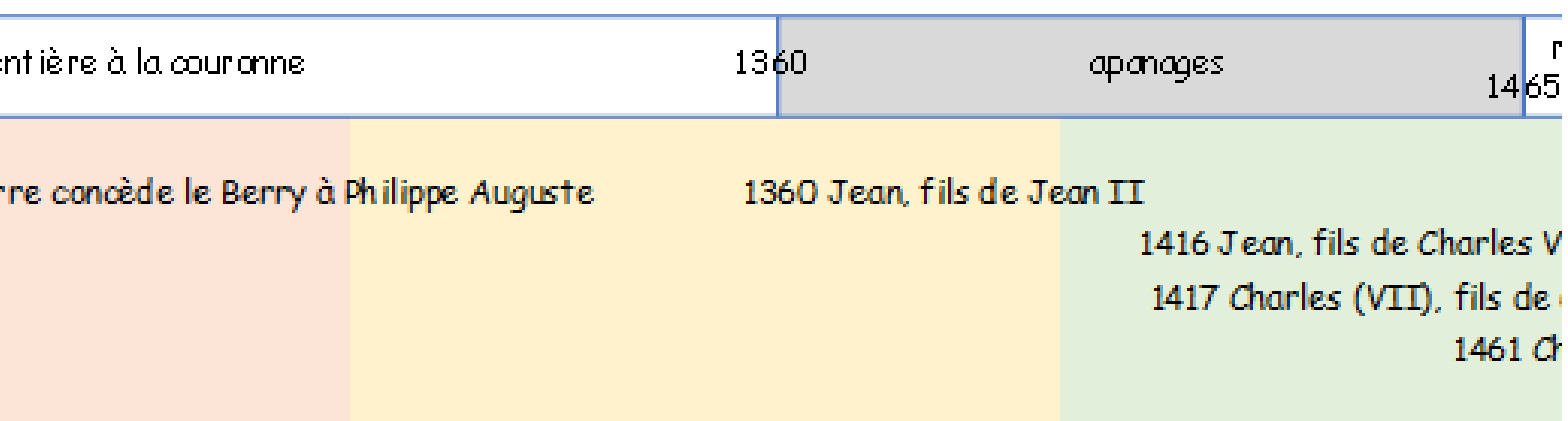 entière à la couronne
1360
apanages
1465
rre concède le Berry à Philippe Auguste
1360 Jean, fils de Jean II
1416 Jean, fils de Charles V
1417 Charles (VII), fils de
1461 Ch